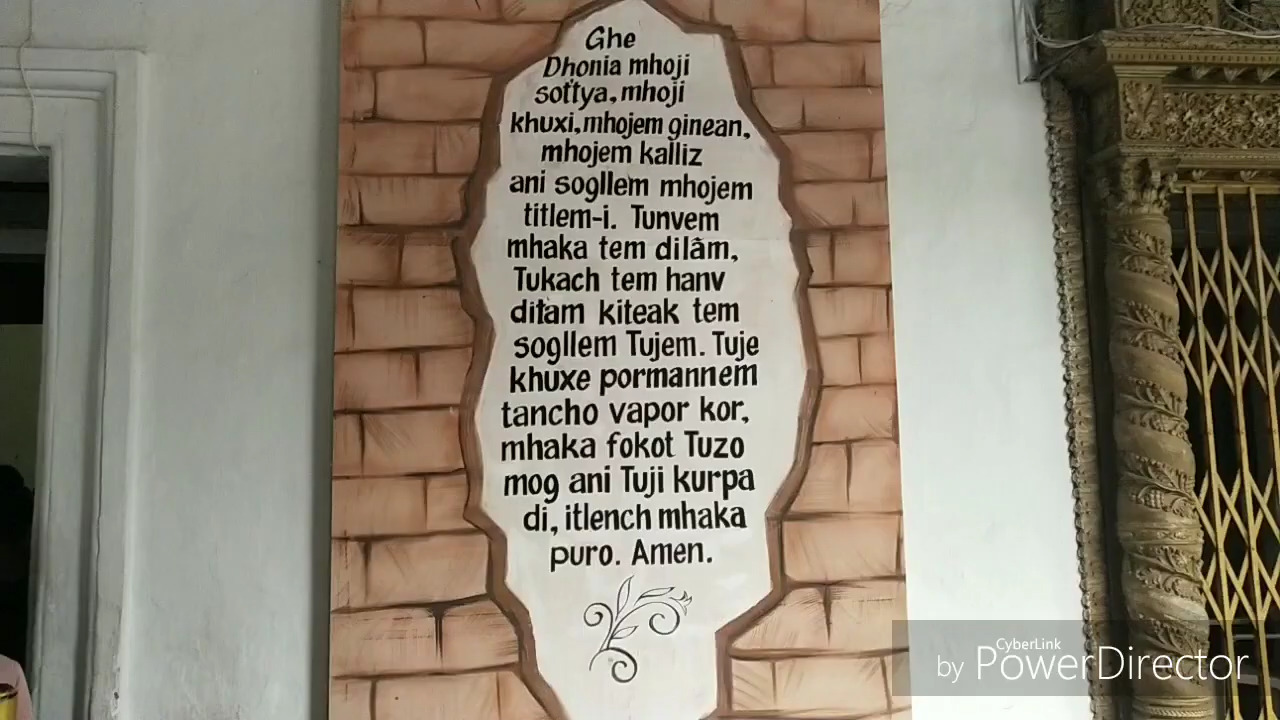 Ghe
Dhonia mhoji
sottya, mhoji
khuxi, mhojem ginean,
mhojem kalliz
ani sogllem mhojem
titlem-i. Tunvem
mhaka tem dilãm,
Tukach tem hanv
ditam kiteak tem
sogllem Tujem. Tuje
khuxe pormannem
tancho vapor kor,
mhaka fokot Tuzo
mog ani Tuji kurpa
di, itlench mhaka
puro. Amen.
CyberLink
by PowerDirector